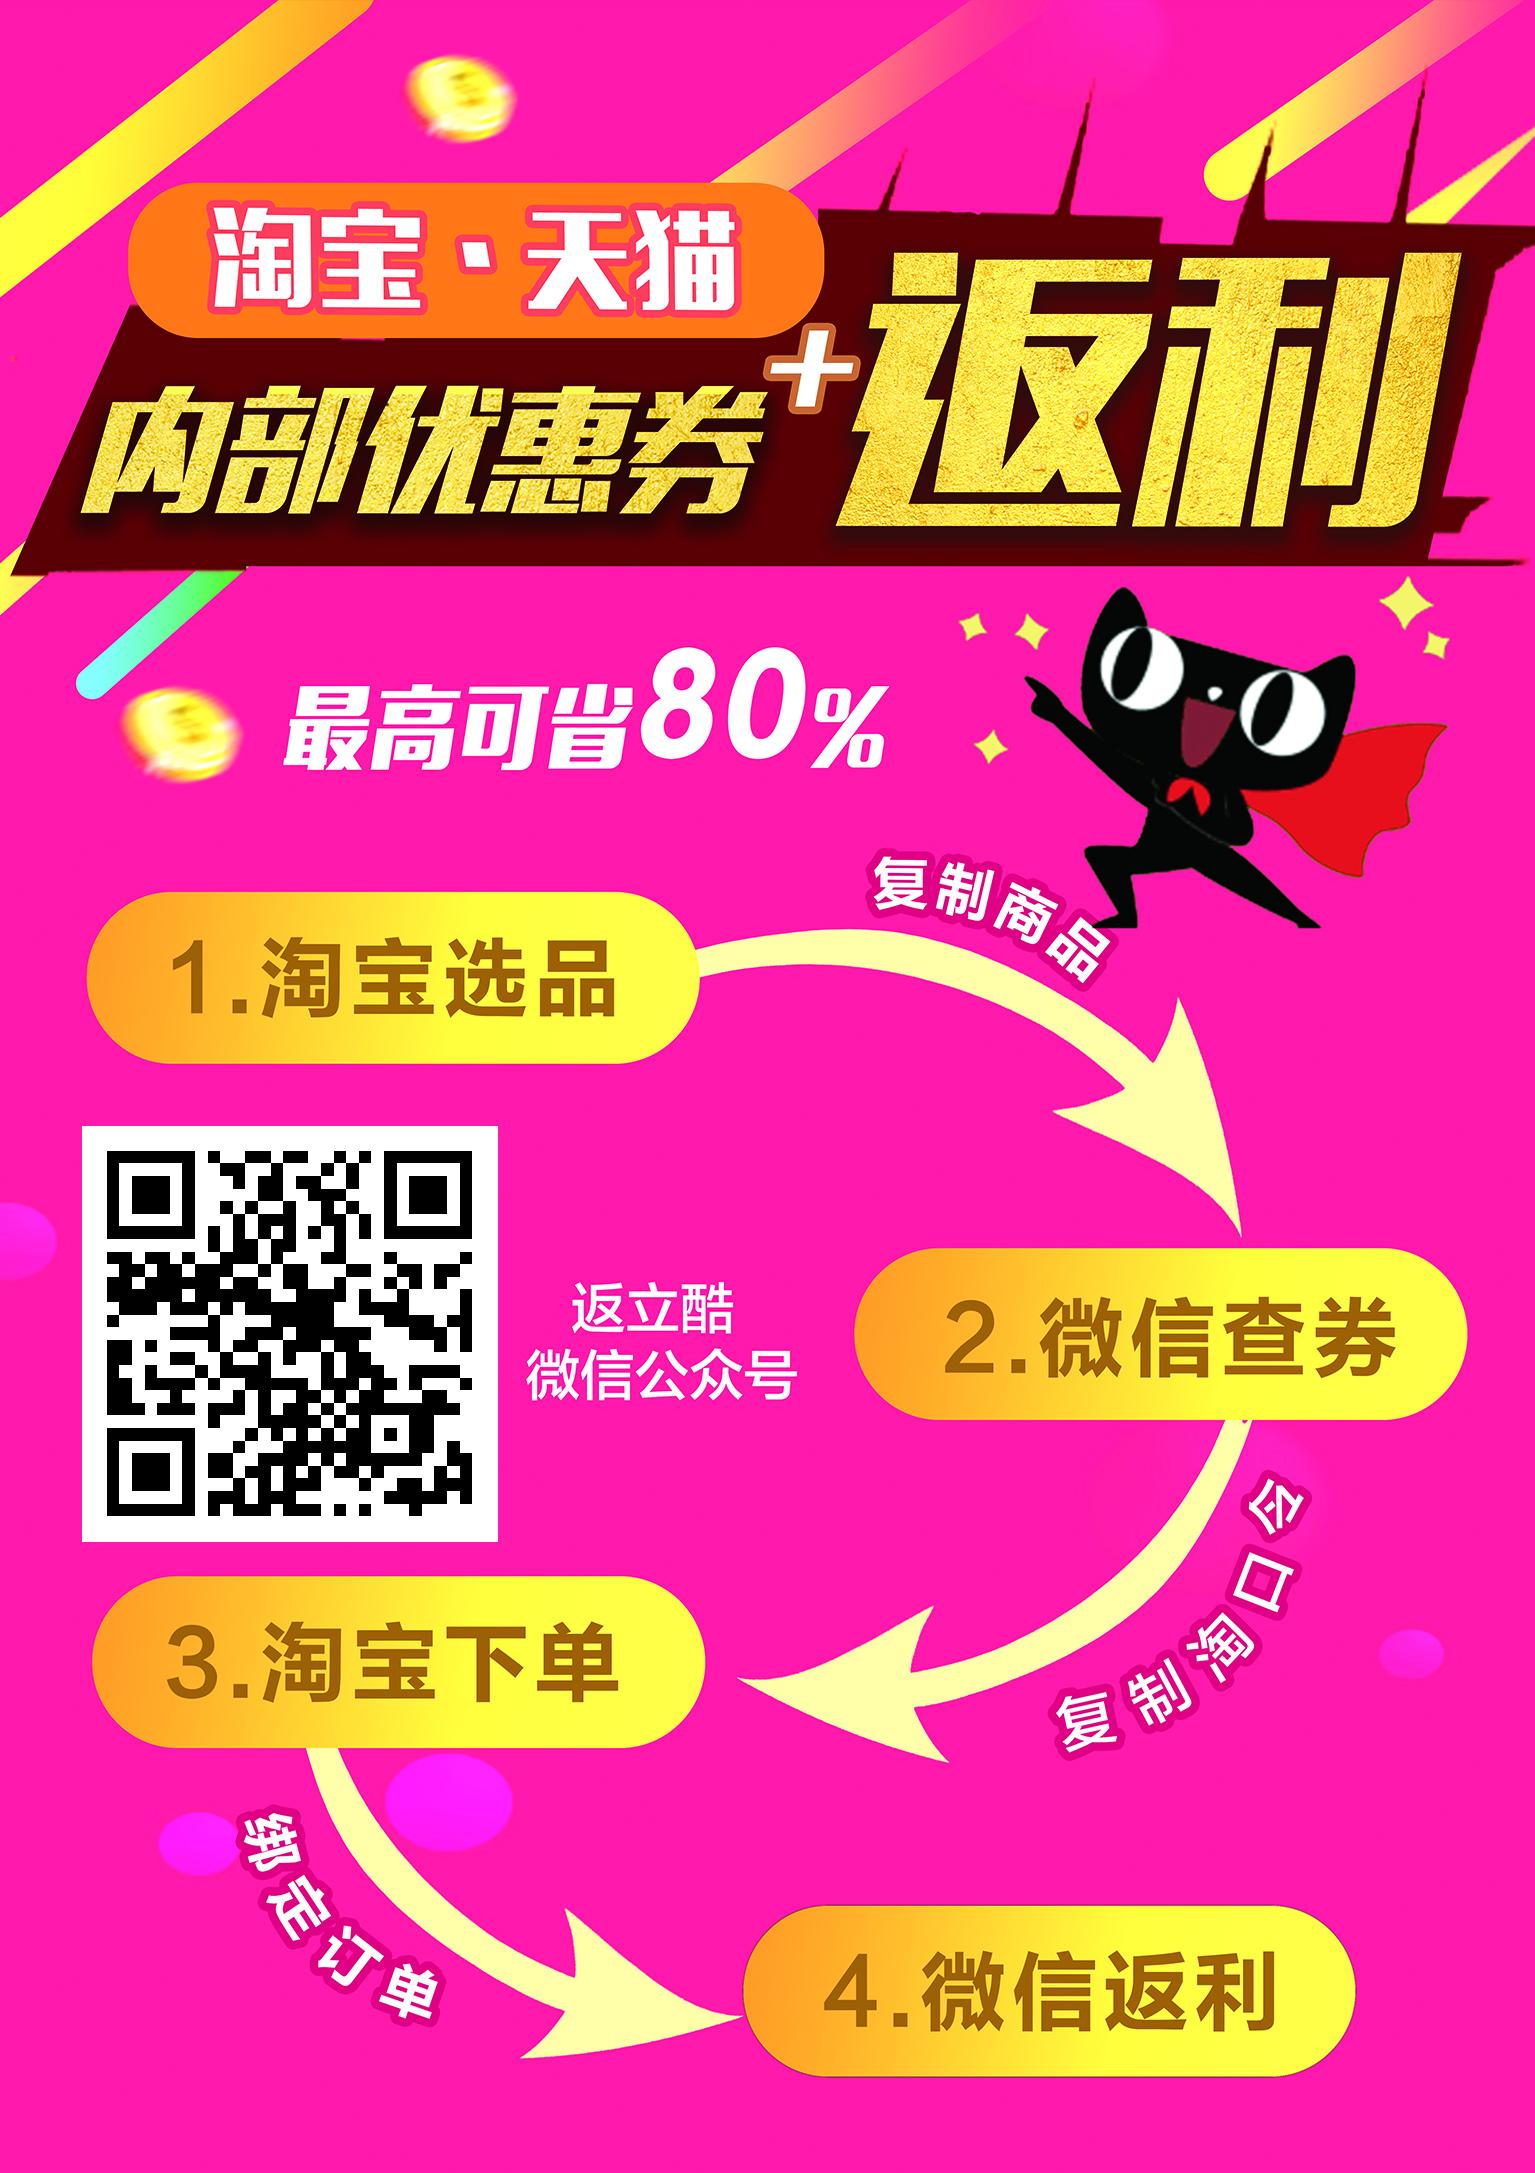 淘宝·天猫
内部优惠券+返利
最高可省80%
复制商品
1.淘宝选品
返立酷
微信公众号
2.微信查券
复制淘口令
3.淘宝下单
绑定订单
4.微信返利